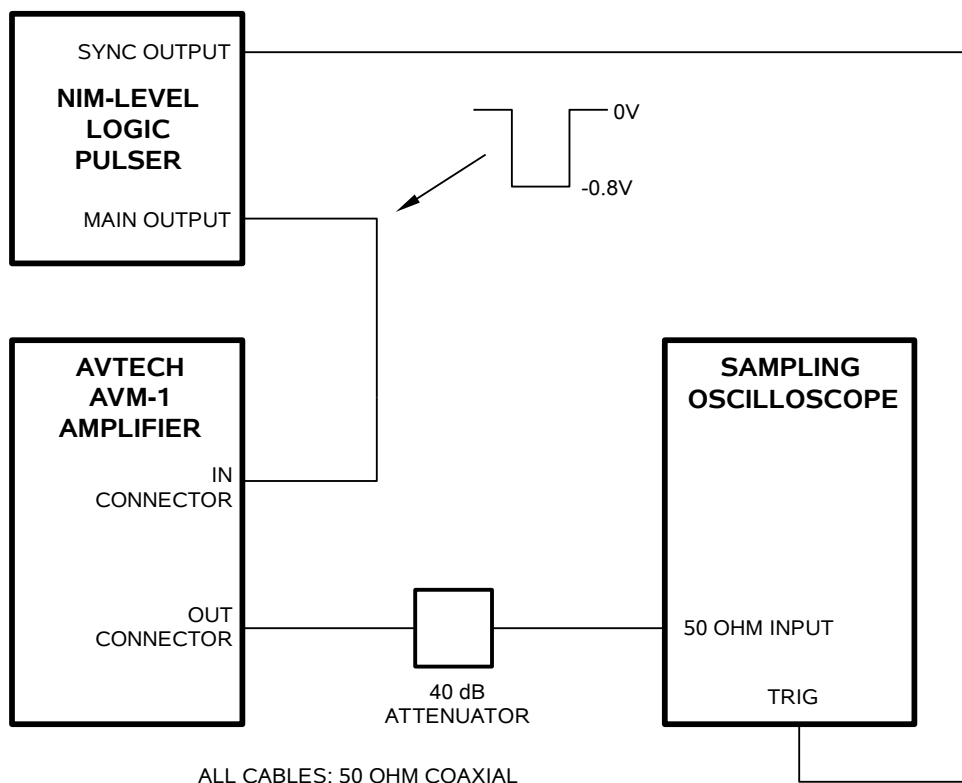 SYNC OUTPUT
NIM-LEVEL
LOGIC
PULSER
MAIN OUTPUT
0V
-0.8V
AVTECH
AVM-1
AMPLIFIER
IN
CONNECTOR
OUT
CONNECTOR
40 dB
ATTENUATOR
SAMPLING
OSCILLOSCOPE
50 OHM INPUT
TRIG
ALL CABLES: 50 OHM COAXIAL